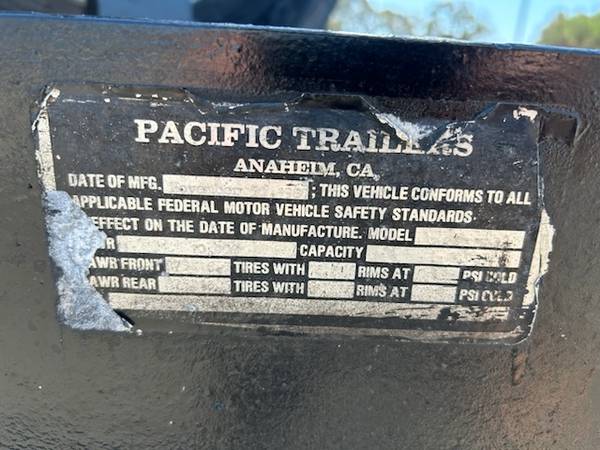 PACIFIC TRAILERS
ANAHEIM, CA
DATE OF MFG. ; THIS VEHICLE CONFORMS TO ALL
APPLICABLE FEDERAL MOTOR VEHICLE SAFETY STANDARDS
EFFECT ON THE DATE OF MANUFACTURE. MODEL
R CAPACITY
AWR FRONT TIRES WITH RIMS AT PSI COLD
AWR REAR TIRES WITH RIMS AT PSI COLD